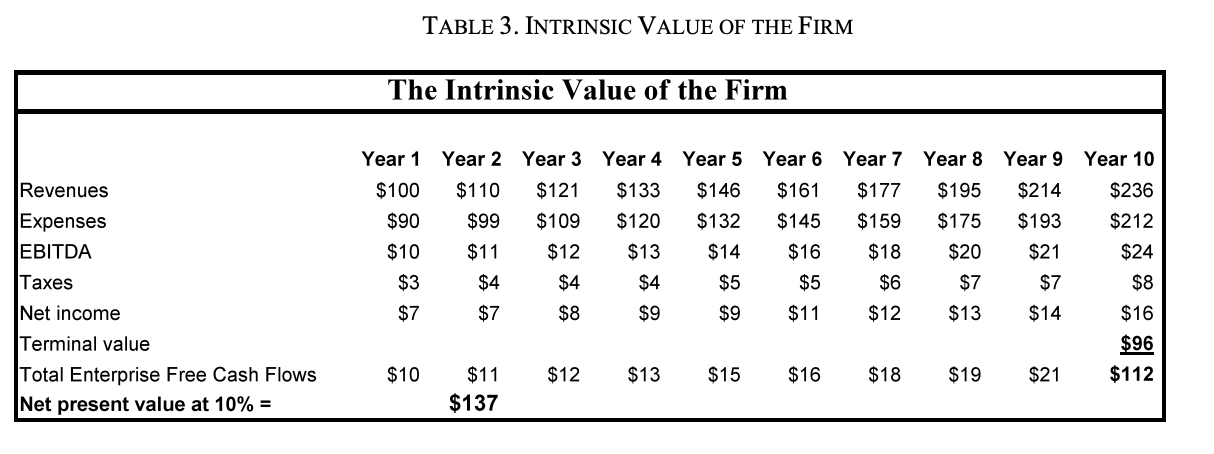 TABLE 3. INTRINSIC VALUE OF THE FIRM
The Intrinsic Value of the Firm
Year 1 Year 2 Year 3 Year 4 Year 5 Year 6 Year 7 Year 8 Year 9 Year 10
Revenues $100 $110 $121 $133 $146 $161 $177 $195 $214 $236
Expenses $90 $99 $109 $120 $132 $145 $159 $175 $193 $212
EBITDA $10 $11 $12 $13 $14 $16 $18 $20 $21 $24
Taxes $3 $4 $4 $4 $5 $5 $6 $7 $7 $8
Net income $7 $7 $8 $9 $9 $11 $12 $13 $14 $16
Terminal value $96
Total Enterprise Free Cash Flows $10 $11 $12 $13 $15 $16 $18 $19 $21 $112
Net present value at 10% = $137